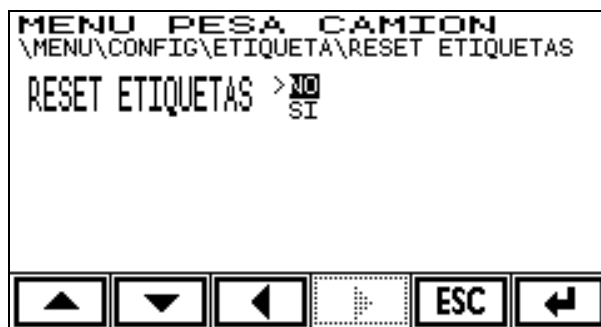 MENU PESA CAMION
\MENU\CONFIG\ETIQUETA\RESET ETIQUETAS
RESET ETIQUETAS >NO
SI
ESC